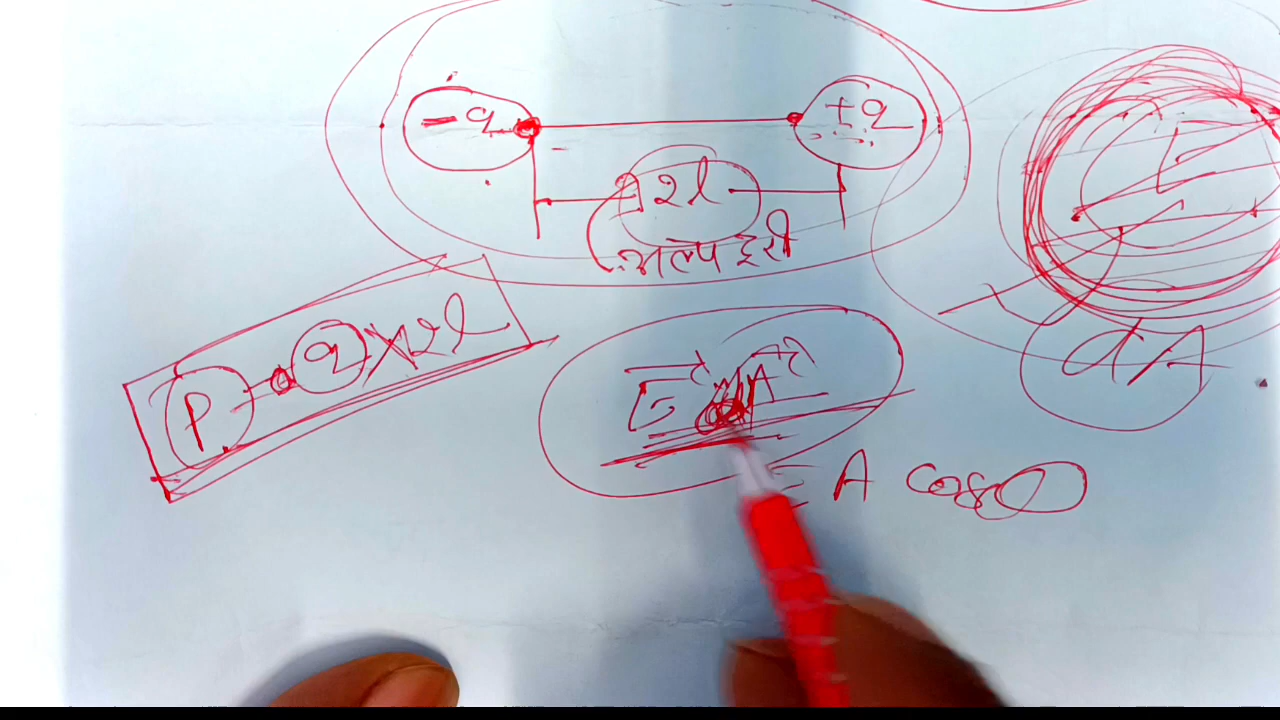 -q +q
2l
अल्प दूरी
E
p = q × 2l
dA
= A cosθ